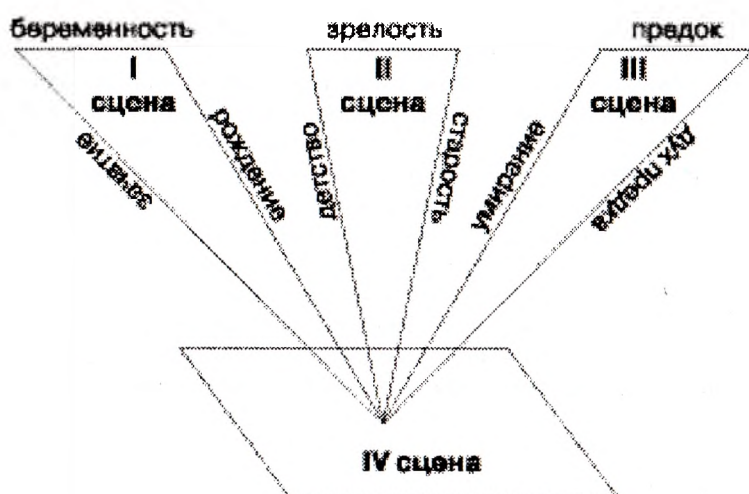 беременность
зрелость
предок
I
сцена
II
сцена
III
сцена
зачатие
рождение
детство
старость
умирание
дух предка
IV сцена